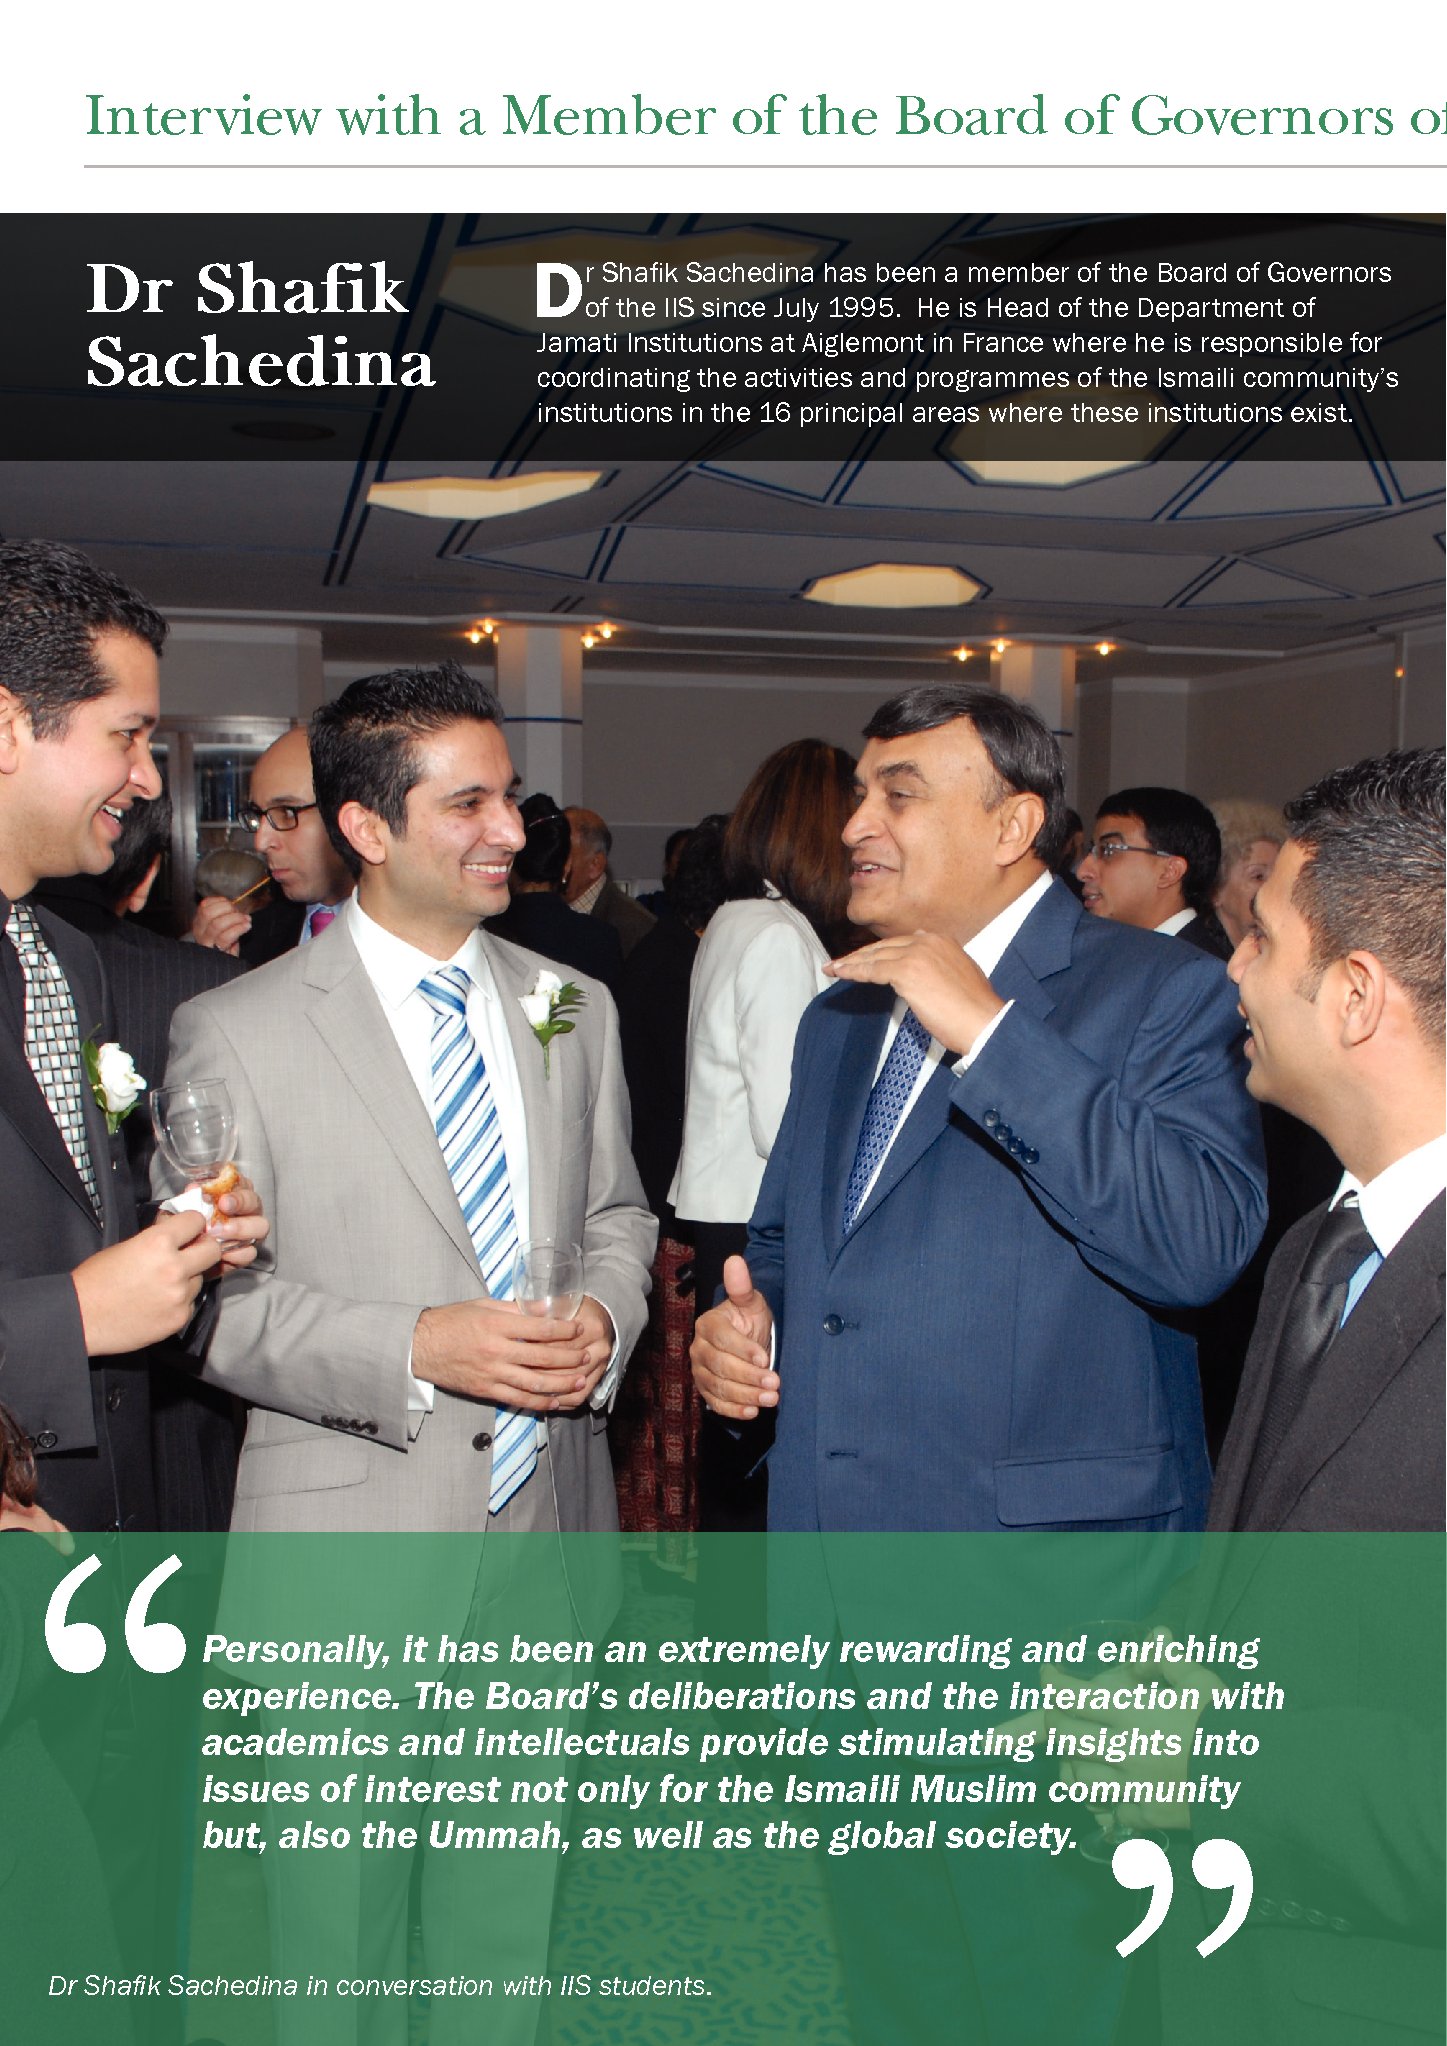 Interview with a Member of the Board of Governors of
Dr Shafik
Sachedina
Dr Shafik Sachedina has been a member of the Board of Governors
of the IIS since July 1995.  He is Head of the Department of
Jamati Institutions at Aiglemont in France where he is responsible for
coordinating the activities and programmes of the Ismaili community’s
institutions in the 16 principal areas where these institutions exist.
“Personally, it has been an extremely rewarding and enriching
experience. The Board’s deliberations and the interaction with
academics and intellectuals provide stimulating insights into
issues of interest not only for the Ismaili Muslim community
but, also the Ummah, as well as the global society.”
Dr Shafik Sachedina in conversation with IIS students.